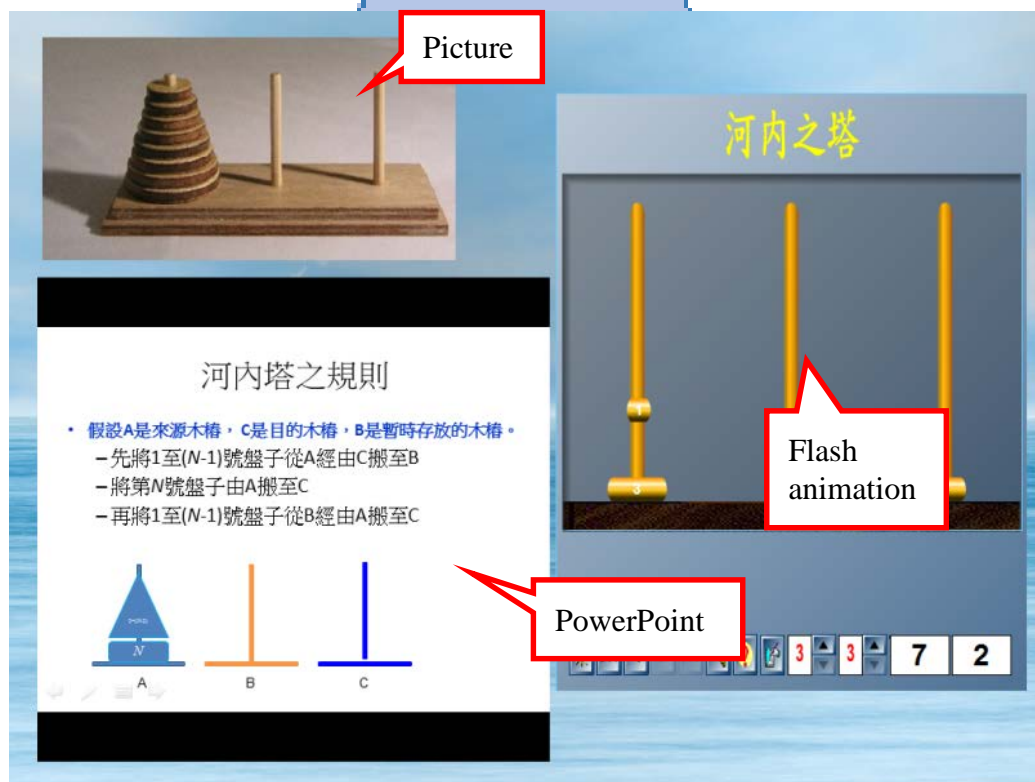 Picture
河内之塔
1
3
Flash
animation
河內塔之規則
• 假設A是來源木樁，C是目的木樁，B是暫時存放的木樁。
–先將1至(N-1)號盤子從A經由C搬至B
–將第N號盤子由A搬至C
–再將1至(N-1)號盤子從B經由A搬至C
N
A B C
PowerPoint
3 3 7 2